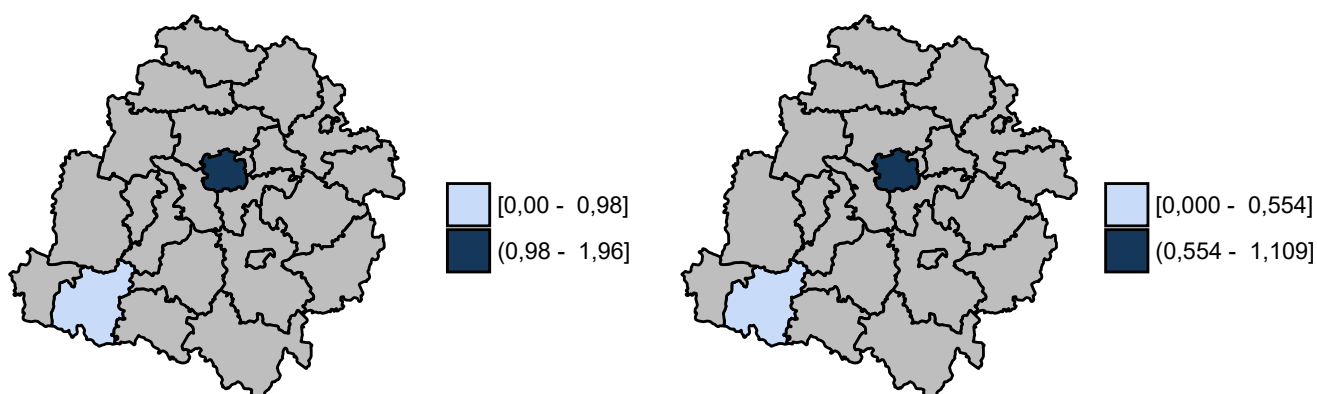 [0,00 - 0,98]
(0,98 - 1,96]
[0,000 - 0,554]
(0,554 - 1,109]